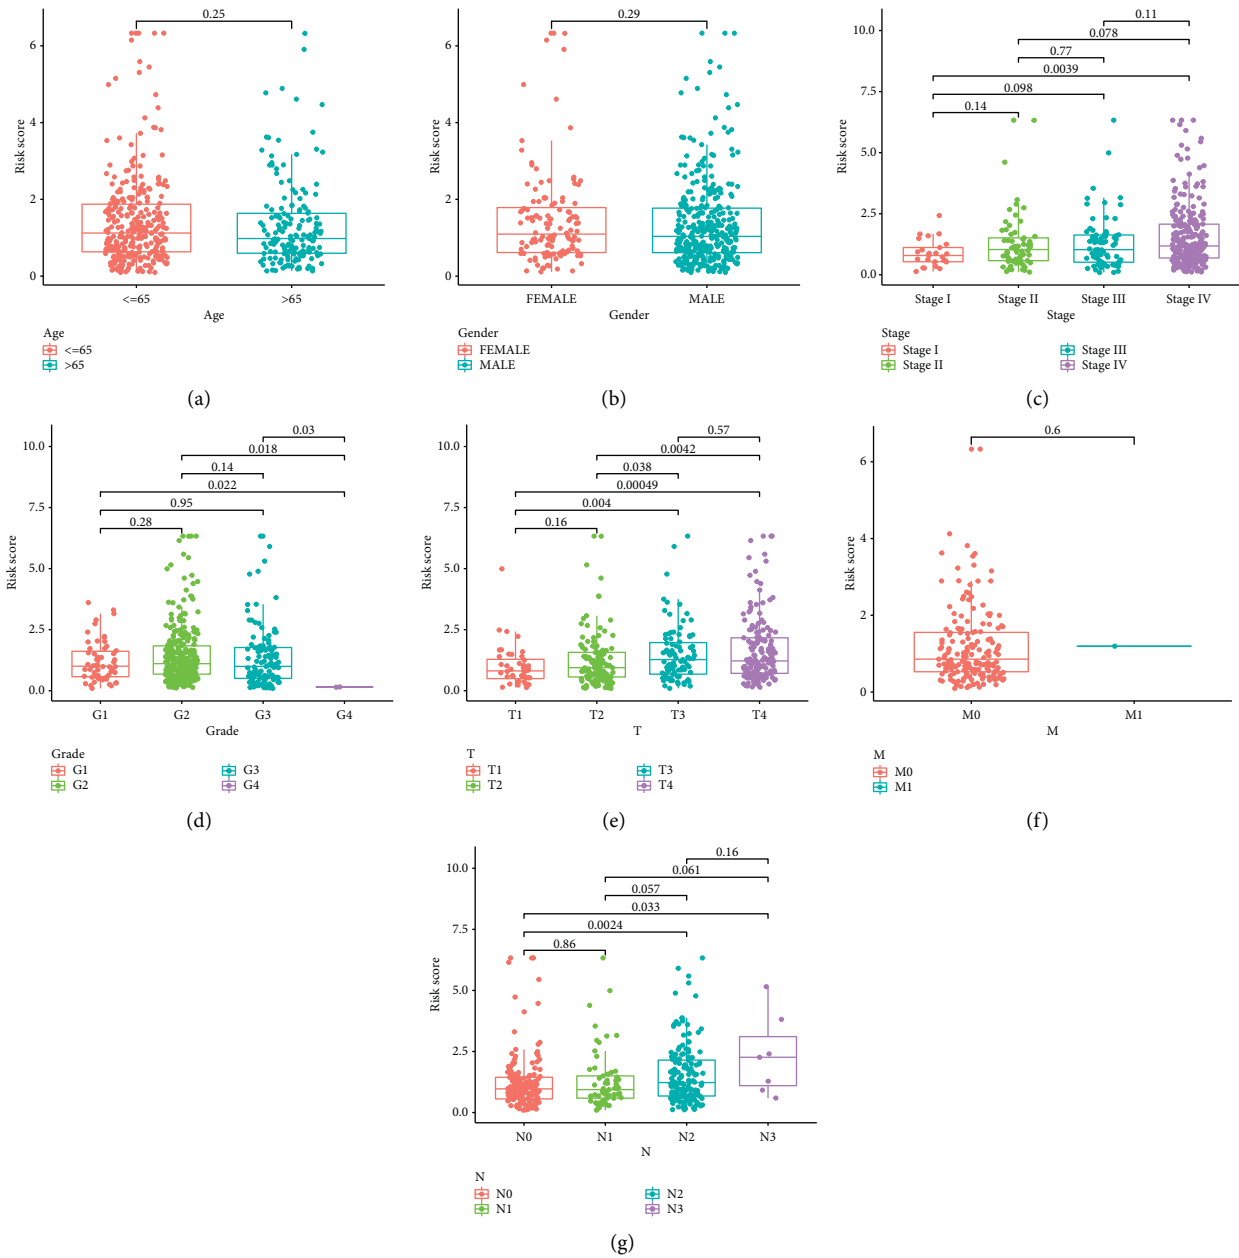 0.25
6
4
2
0
Risk score
<=65
>65
Age
Age
<=65
>65
(a)
0.29
6
4
2
0
Risk score
FEMALE
MALE
Gender
Gender
FEMALE
MALE
(b)
0.11
0.078
0.77
0.0039
0.098
0.14
10.0
7.5
5.0
2.5
0.0
Risk score
Stage I
Stage II
Stage III
Stage IV
Stage
Stage
Stage I
Stage III
Stage II
Stage IV
(c)
0.03
0.018
0.14
0.022
0.95
0.28
10.0
7.5
5.0
2.5
0.0
Risk score
G1
G2
G3
G4
Grade
Grade
G1
G3
G2
G4
(d)
0.57
0.0042
0.038
0.00049
0.004
0.16
10.0
7.5
5.0
2.5
0.0
Risk score
T1
T2
T3
T4
T
T
T1
T3
T2
T4
(e)
0.6
6
4
2
0
Risk score
M0
M1
M
M
M0
M1
(f)
0.16
0.061
0.057
0.033
0.0024
0.86
10.0
7.5
5.0
2.5
0.0
Risk score
N0
N1
N2
N3
N
N
N0
N2
N1
N3
(g)